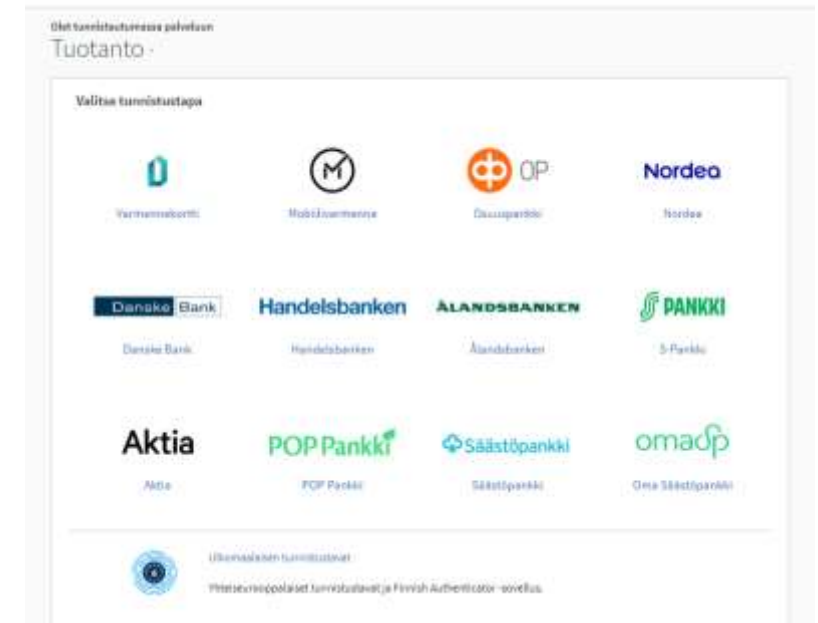 Olet tunnistautumassa palveluun
Tuotanto -
Valitse tunnistustapa
OP
Nordea
Varmennekortti
Mobiilivarmenne
Osuuspankki
Nordea
Danske Bank
Handelsbanken
ÅLANDSBANKEN
S PANKKI
Danske Bank
Handelsbanken
Ålandsbanken
S-Pankki
Aktia
POP Pankki
Säästöpankki
omasp
Aktia
POP Pankki
Säästöpankki
Oma Säästöpankki
Ulkomaalaisen tunnistustavat
Yhteiseurooppalaiset tunnistustavat ja Finnish Authenticator -sovellus.